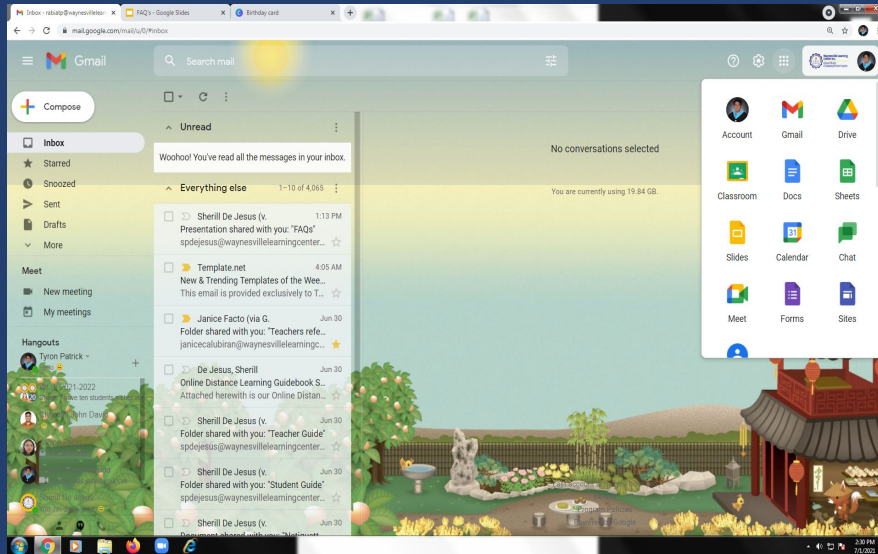 Inbox - rabiatp@waynesvillelearn
FAQ's - Google Slides
Birthday card
mail.google.com/mail/u/0/#inbox
Gmail
Search mail
Compose
Inbox
Starred
Snoozed
Sent
Drafts
More
Meet
New meeting
My meetings
Hangouts
Tyron Patrick
Unread
Woohoo! You've read all the messages in your inbox.
Everything else 1–10 of 4,065
Sherill De Jesus (v. 1:13 PM
Presentation shared with you: "FAQs"
spdejesus@waynesvillelearningcenter...
Template.net 4:05 AM
New & Trending Templates of the Wee...
This email is provided exclusively to T...
Janice Facto (via G. Jun 30
Folder shared with you: "Teachers refe...
janicecalubiran@waynesvillelearningc...
De Jesus, Sherill Jun 30
Online Distance Learning Guidebook S...
Attached herewith is our Online Distan...
Sherill De Jesus (v. Jun 30
Folder shared with you: "Teacher Guide"
spdejesus@waynesvillelearningcenter...
Sherill De Jesus (v. Jun 30
Folder shared with you: "Student Guide"
spdejesus@waynesvillelearningcenter...
Sherill De Jesus (v. Jun 30
No conversations selected
You are currently using 19.84 GB.
Program Policies
Account
Gmail
Drive
Classroom
Docs
Sheets
Slides
31
Calendar
Chat
Meet
Forms
Sites
2:30 PM
7/1/2021